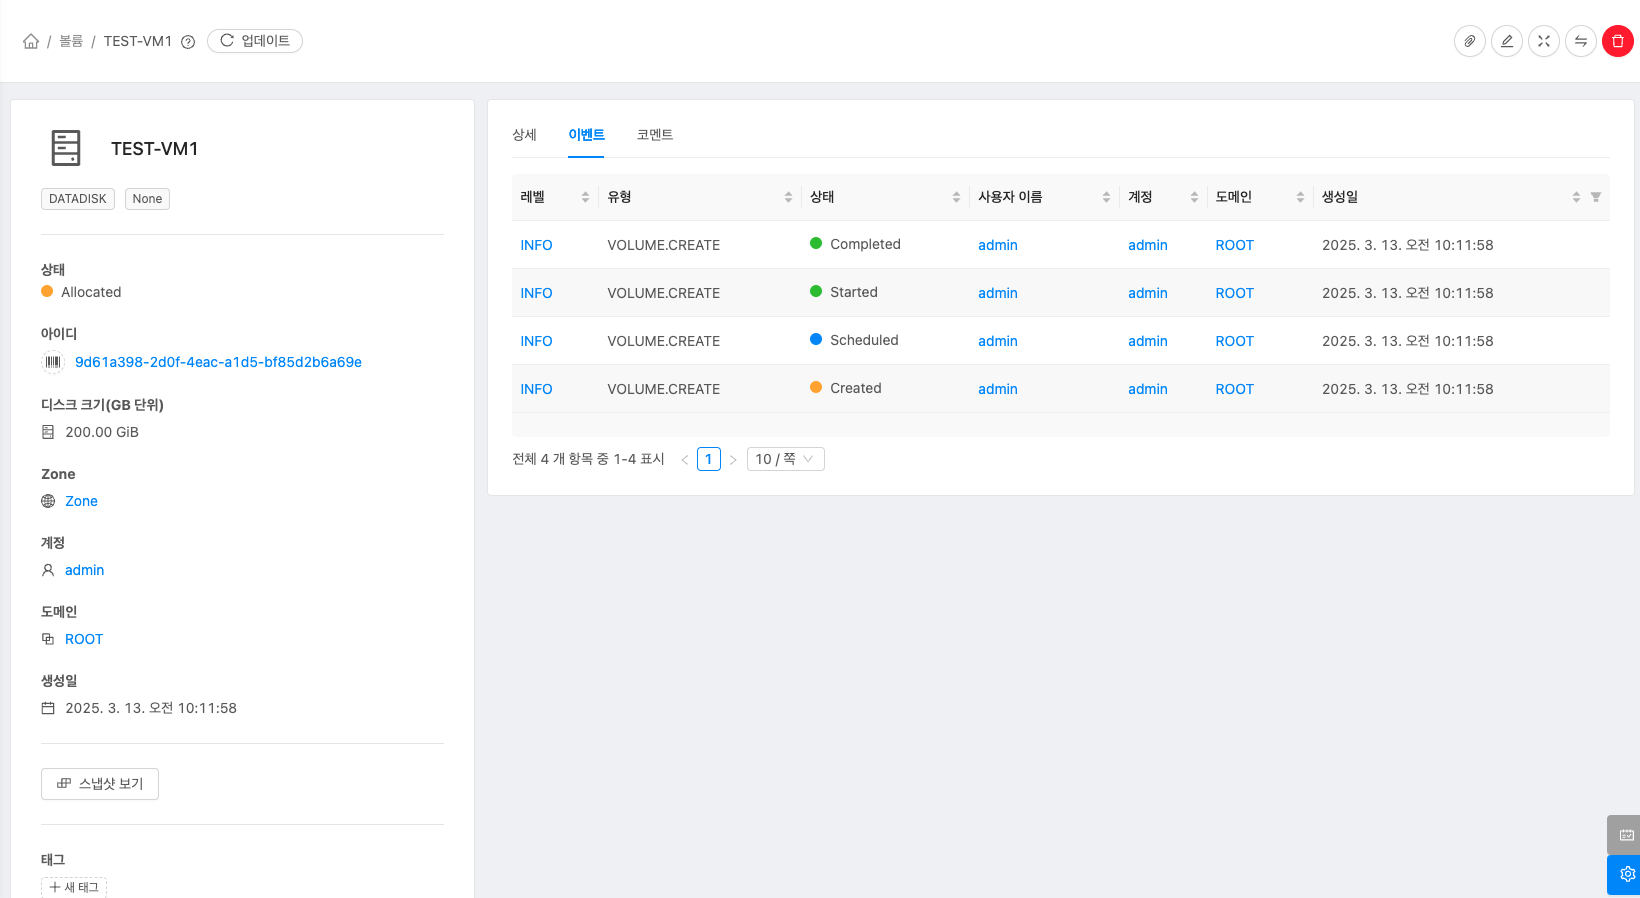 / 볼륨 / TEST-VM1 업데이트
TEST-VM1
DATADISK None
상태
Allocated
아이디
9d61a398-2d0f-4eac-a1d5-bf85d2b6a69e
디스크 크기(GB 단위)
200.00 GiB
Zone
Zone
계정
admin
도메인
ROOT
생성일
2025. 3. 13. 오전 10:11:58
스냅샷 보기
태그
+ 새 태그
상세 이벤트 코멘트
레벨 유형 상태 사용자 이름 계정 도메인 생성일
INFO VOLUME.CREATE Completed admin admin ROOT 2025. 3. 13. 오전 10:11:58
INFO VOLUME.CREATE Started admin admin ROOT 2025. 3. 13. 오전 10:11:58
INFO VOLUME.CREATE Scheduled admin admin ROOT 2025. 3. 13. 오전 10:11:58
INFO VOLUME.CREATE Created admin admin ROOT 2025. 3. 13. 오전 10:11:58
전체 4 개 항목 중 1-4 표시 < 1 > 10 / 쪽